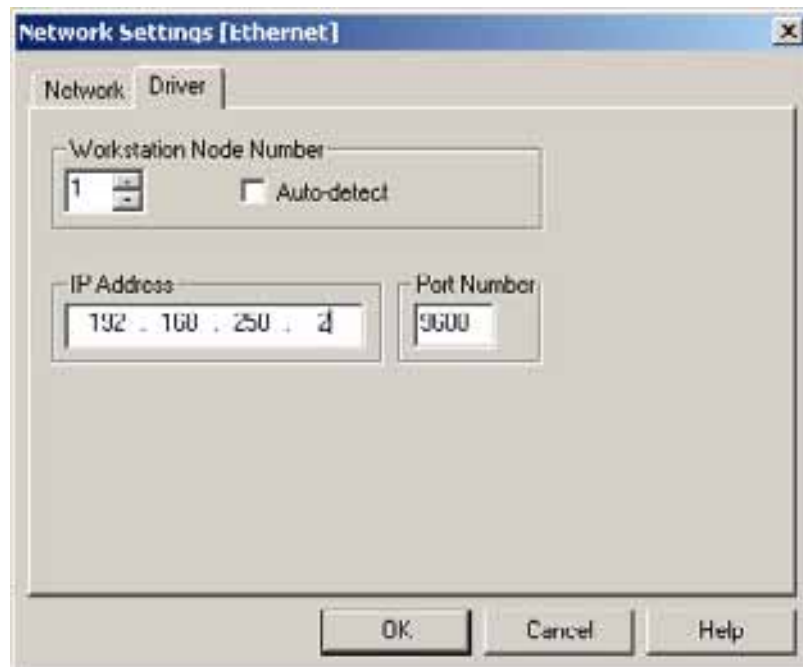 Network Settings [Ethernet]
Network Driver
Workstation Node Number
1 Auto-detect
IP Address Port Number
192 . 168 . 250 . 2 9600
OK Cancel Help